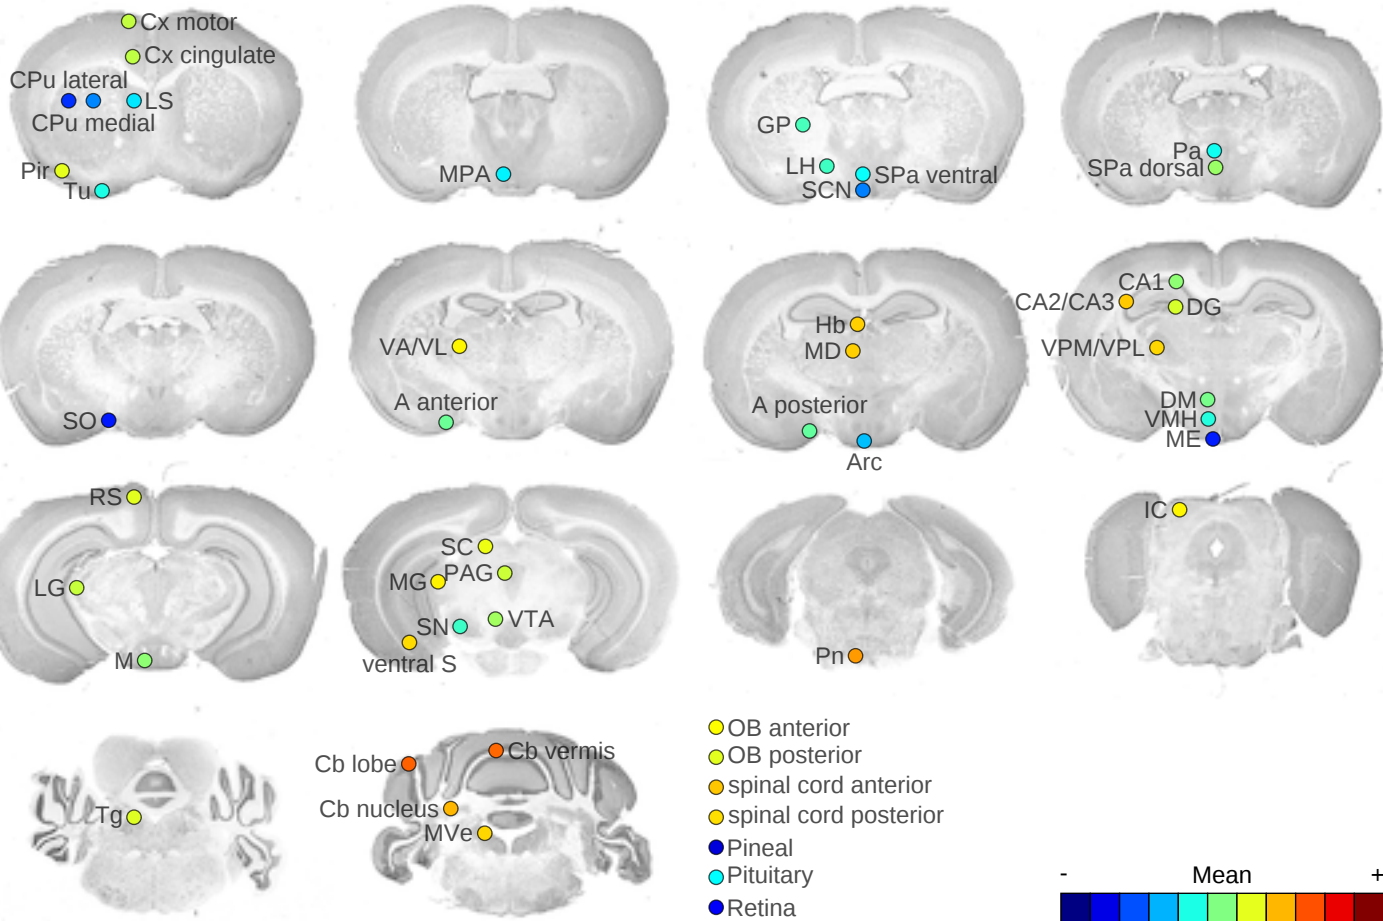 Cx motor
Cx cingulate
CPu lateral
LS
CPu medial
Pir
Tu
MPA
GP
LH
SPa ventral
SCN
Pa
SPa dorsal
SO
VA/VL
A anterior
Hb
MD
A posterior
Arc
CA1
CA2/CA3
DG
VPM/VPL
DM
VMH
ME
RS
LG
M
SC
MG
PAG
SN
VTA
ventral S
Pn
IC
Tg
Cb lobe
Cb vermis
Cb nucleus
MVe
OB anterior
OB posterior
spinal cord anterior
spinal cord posterior
Pineal
Pituitary
Retina
- Mean +